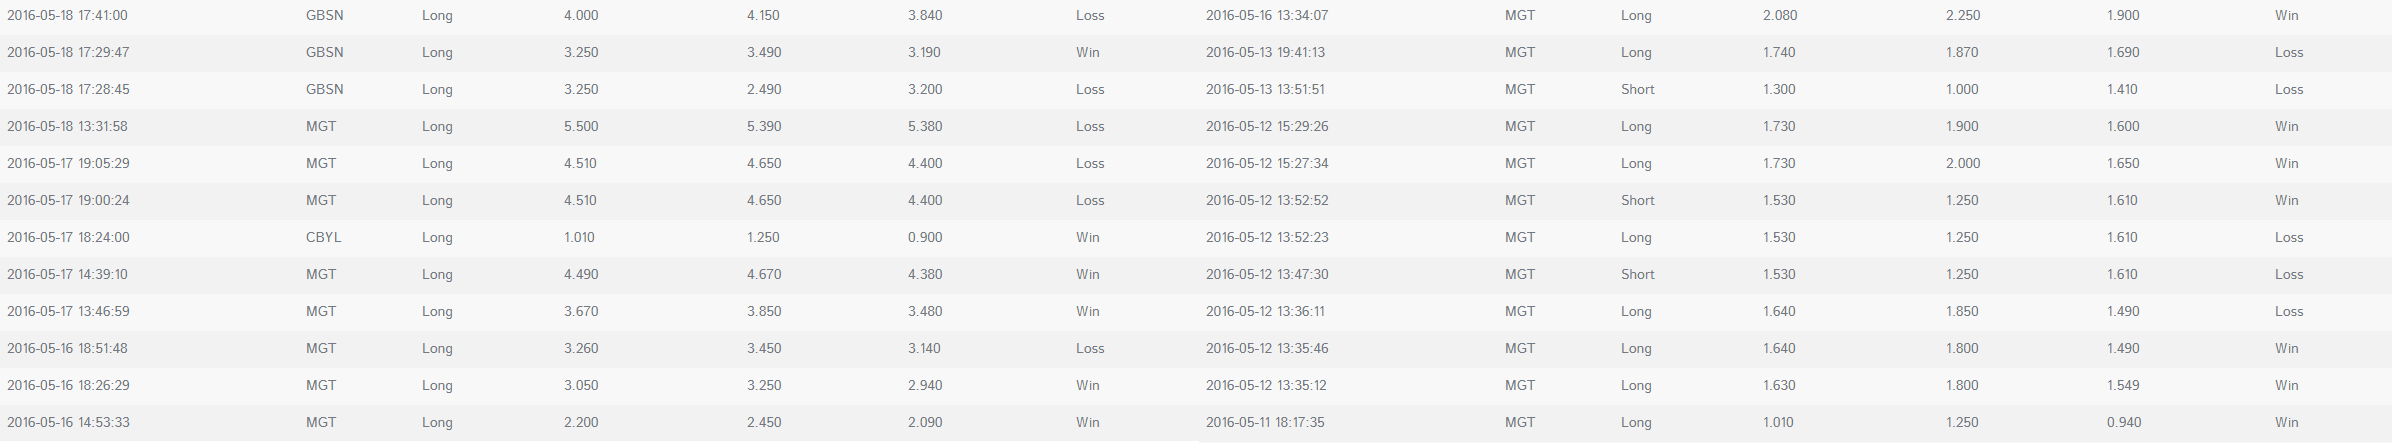 2016-05-18 17:41:00 GBSN Long 4.000 4.150 3.840 Loss 2016-05-16 13:34:07 MGT Long 2.080 2.250 1.900 Win
2016-05-18 17:29:47 GBSN Long 3.250 3.490 3.190 Win 2016-05-13 19:41:13 MGT Long 1.740 1.870 1.690 Loss
2016-05-18 17:28:45 GBSN Long 3.250 2.490 3.200 Loss 2016-05-13 13:51:51 MGT Short 1.300 1.000 1.410 Loss
2016-05-18 13:31:58 MGT Long 5.500 5.390 5.380 Loss 2016-05-12 15:29:26 MGT Long 1.730 1.900 1.600 Win
2016-05-17 19:05:29 MGT Long 4.510 4.650 4.400 Loss 2016-05-12 15:27:34 MGT Long 1.730 2.000 1.650 Win
2016-05-17 19:00:24 MGT Long 4.510 4.650 4.400 Loss 2016-05-12 13:52:52 MGT Short 1.530 1.250 1.610 Win
2016-05-17 18:24:00 CBYL Long 1.010 1.250 0.900 Win 2016-05-12 13:52:23 MGT Long 1.530 1.250 1.610 Loss
2016-05-17 14:39:10 MGT Long 4.490 4.670 4.380 Win 2016-05-12 13:47:30 MGT Short 1.530 1.250 1.610 Loss
2016-05-17 13:46:59 MGT Long 3.670 3.850 3.480 Win 2016-05-12 13:36:11 MGT Long 1.640 1.850 1.490 Loss
2016-05-16 18:51:48 MGT Long 3.260 3.450 3.140 Loss 2016-05-12 13:35:46 MGT Long 1.640 1.800 1.490 Win
2016-05-16 18:26:29 MGT Long 3.050 3.250 2.940 Win 2016-05-12 13:35:12 MGT Long 1.630 1.800 1.549 Win
2016-05-16 14:53:33 MGT Long 2.200 2.450 2.090 Win 2016-05-11 18:17:35 MGT Long 1.010 1.250 0.940 Win